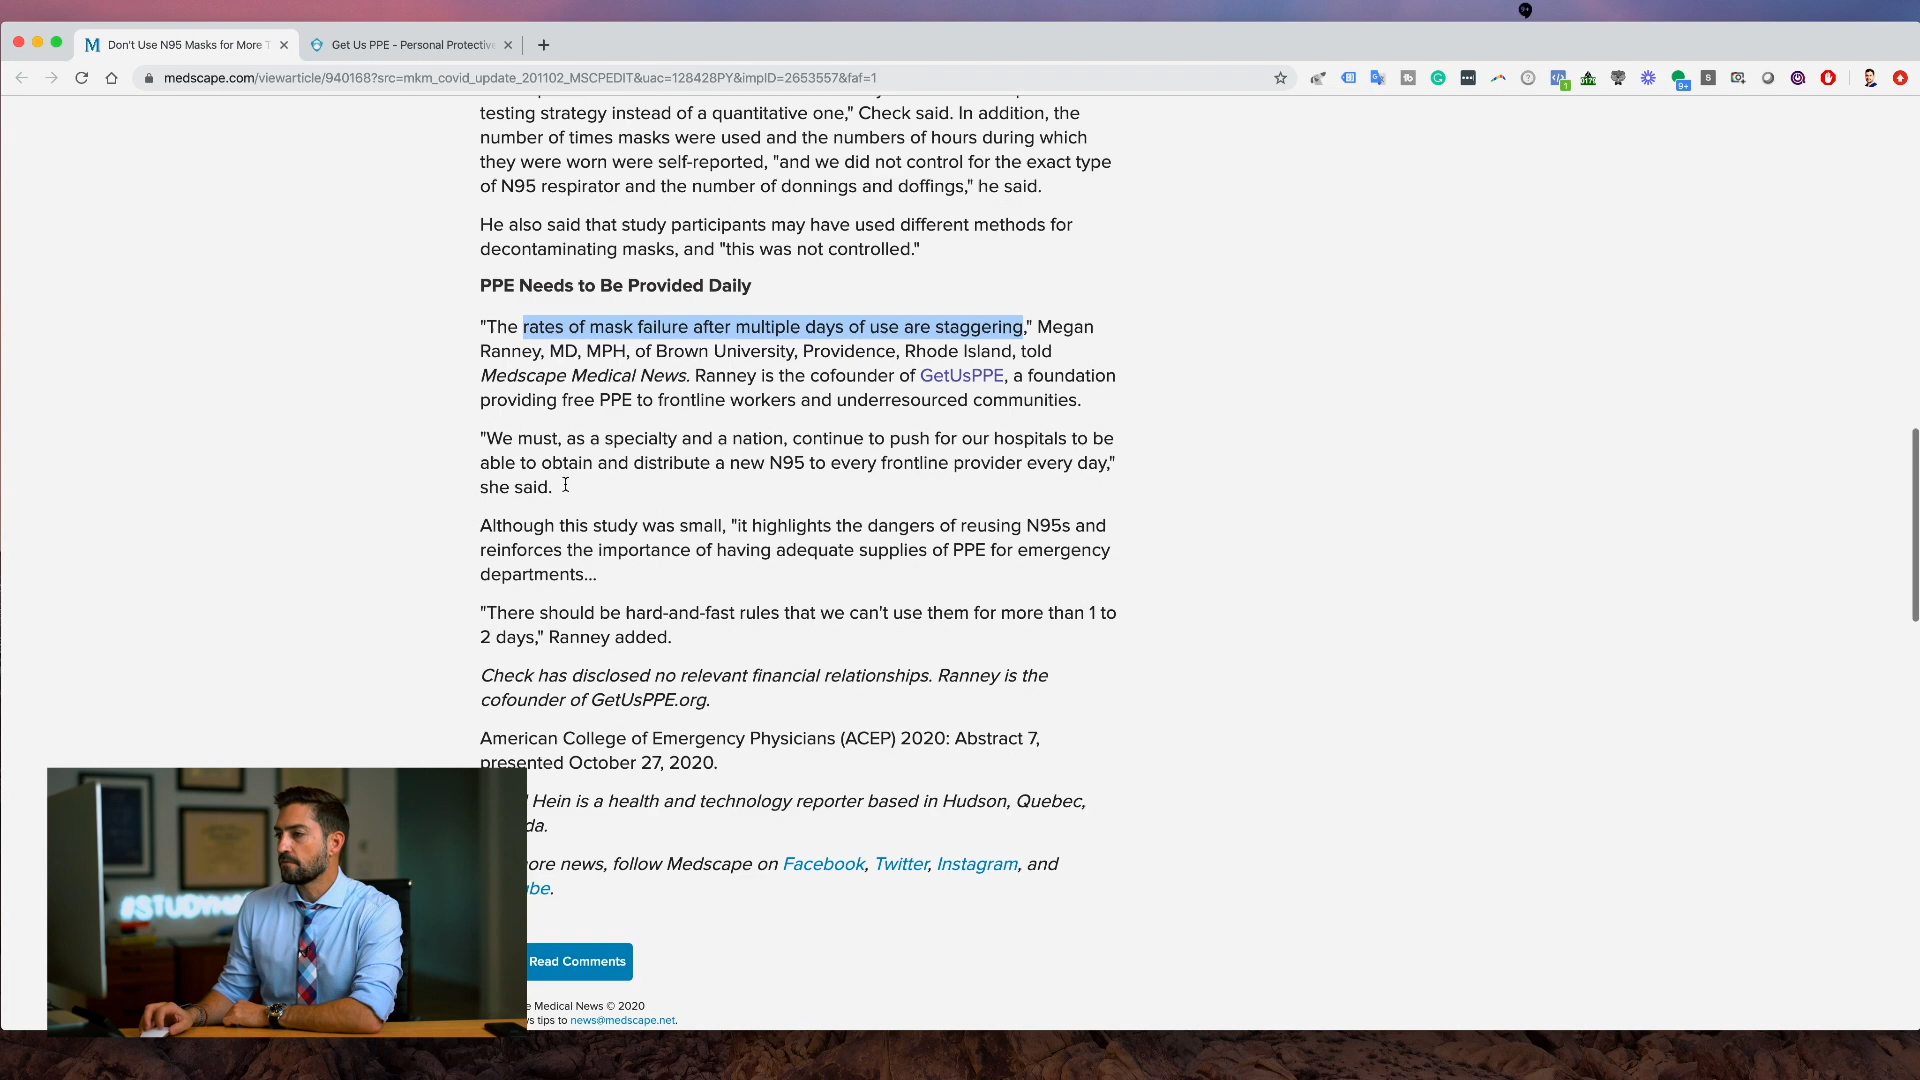 Don't Use N95 Masks for More T
Get Us PPE - Personal Protective
medscape.com/viewarticle/940168?src=mkm_covid_update_201102_MSCPEDIT&uac=128428PY&impID=2653557&faf=1
testing strategy instead of a quantitative one," Check said. In addition, the
number of times masks were used and the numbers of hours during which
they were worn were self-reported, "and we did not control for the exact type
of N95 respirator and the number of donnings and doffings," he said.
He also said that study participants may have used different methods for
decontaminating masks, and "this was not controlled."
PPE Needs to Be Provided Daily
"The rates of mask failure after multiple days of use are staggering," Megan
Ranney, MD, MPH, of Brown University, Providence, Rhode Island, told
Medscape Medical News. Ranney is the cofounder of GetUsPPE, a foundation
providing free PPE to frontline workers and underresourced communities.
"We must, as a specialty and a nation, continue to push for our hospitals to be
able to obtain and distribute a new N95 to every frontline provider every day,"
she said.
Although this study was small, "it highlights the dangers of reusing N95s and
reinforces the importance of having adequate supplies of PPE for emergency
departments...
"There should be hard-and-fast rules that we can't use them for more than 1 to
2 days," Ranney added.
Check has disclosed no relevant financial relationships. Ranney is the
cofounder of GetUsPPE.org.
American College of Emergency Physicians (ACEP) 2020: Abstract 7,
presented October 27, 2020.
Hein is a health and technology reporter based in Hudson, Quebec,
da.
ore news, follow Medscape on Facebook, Twitter, Instagram, and
be.
Read Comments
e Medical News © 2020
s tips to news@medscape.net.
#STUDY